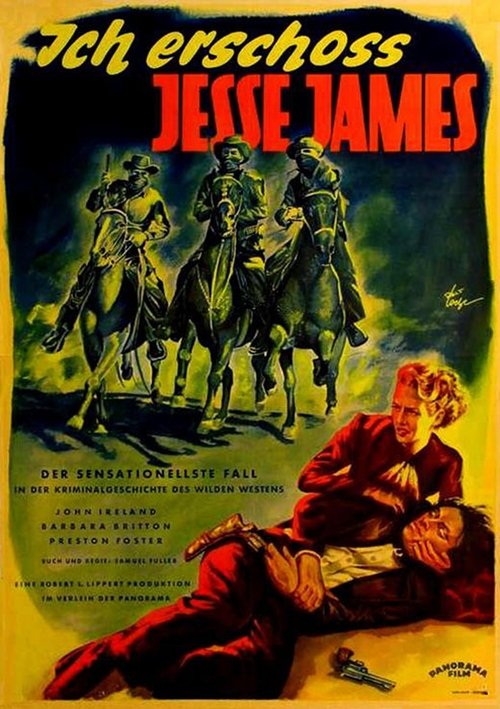 Ich erschoss
JESSE JAMES
DER SENSATIONELLSTE FALL
IN DER KRIMINALGESCHICHTE DES WILDEN WESTENS
JOHN IRELAND
BARBARA BRITTON
PRESTON FOSTER
BUCH UND REGIE: SAMUEL FULLER
EINE ROBERT L. LIPPERT PRODUKTION
IM VERLEIH DER PANORAMA
PANORAMA
FILM